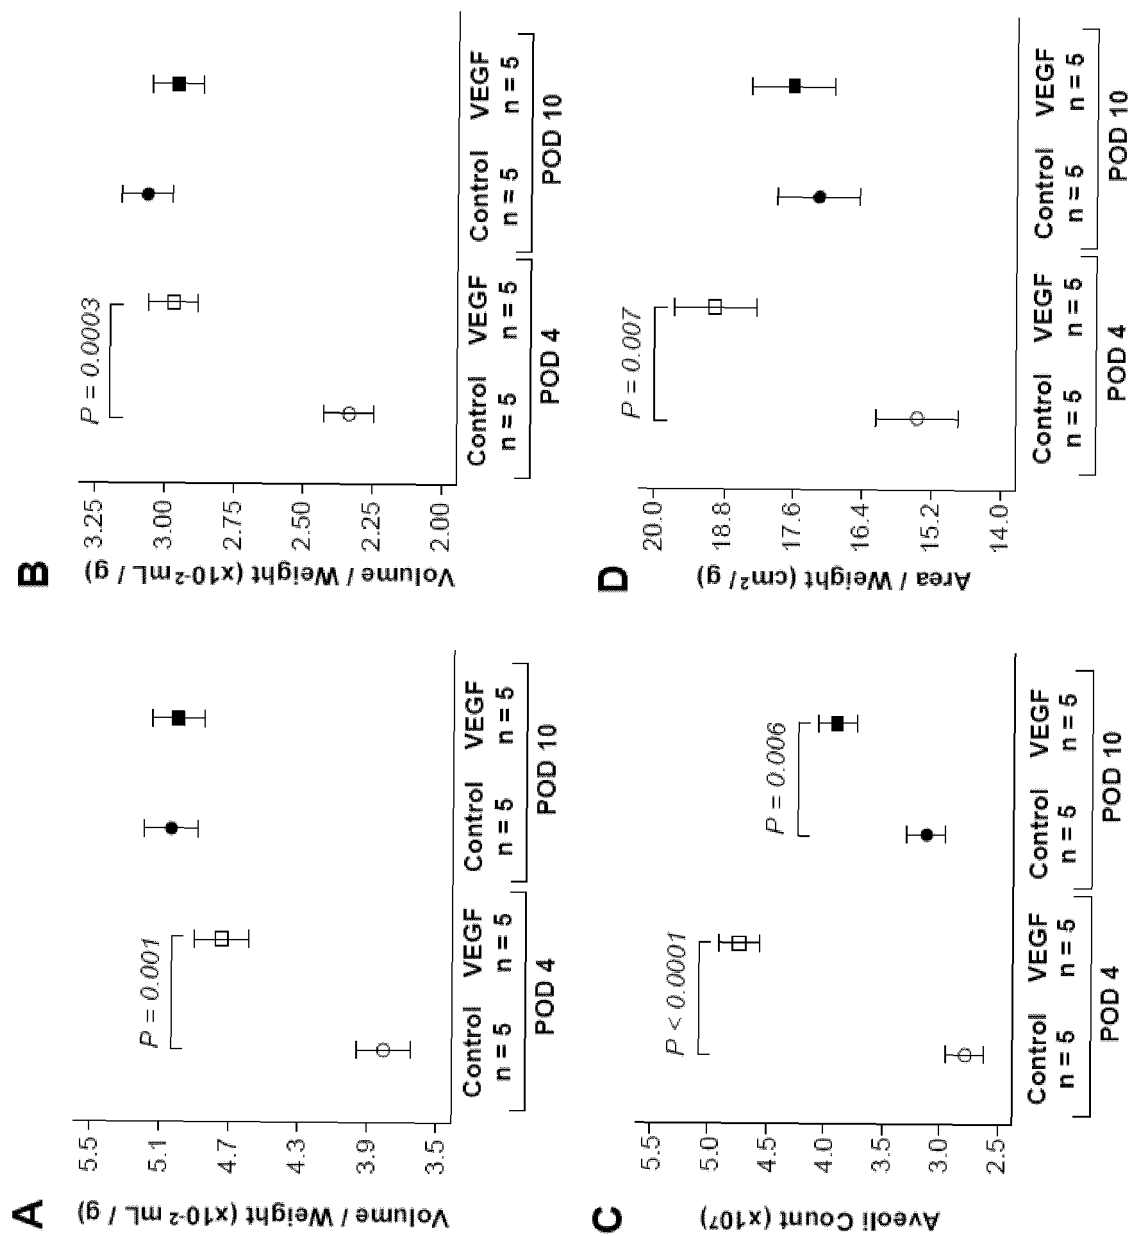 A
Volume / Weight (x10-2 mL / g)
5.5
5.1
4.7
4.3
3.9
3.5
P = 0.001
Control VEGF Control VEGF
n = 5 n = 5 n = 5 n = 5
POD 4 POD 10
B
Volume / Weight (x10-2 mL / g)
3.25
3.00
2.75
2.50
2.25
2.00
P = 0.0003
Control VEGF Control VEGF
n = 5 n = 5 n = 5 n = 5
POD 4 POD 10
C
Aveoli Count (x107)
5.5
5.0
4.5
4.0
3.5
3.0
2.5
P < 0.0001
P = 0.006
Control VEGF Control VEGF
n = 5 n = 5 n = 5 n = 5
POD 4 POD 10
D
Area / Weight (cm2/ g)
20.0
18.8
17.6
16.4
15.2
14.0
P = 0.007
Control VEGF Control VEGF
n = 5 n = 5 n = 5 n = 5
POD 4 POD 10